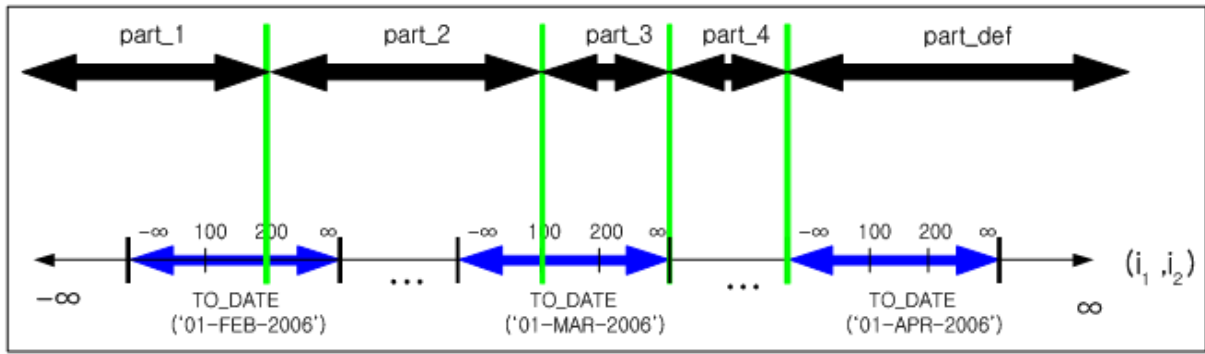 part_1 part_2 part_3 part_4 part_def
-∞ 100 200 ∞ -∞ 100 200 ∞ -∞ 100 200 ∞
... ... (i1 ,i2)
-∞ TO_DATE TO_DATE TO_DATE ∞
('01-FEB-2006') ('01-MAR-2006') ('01-APR-2006')